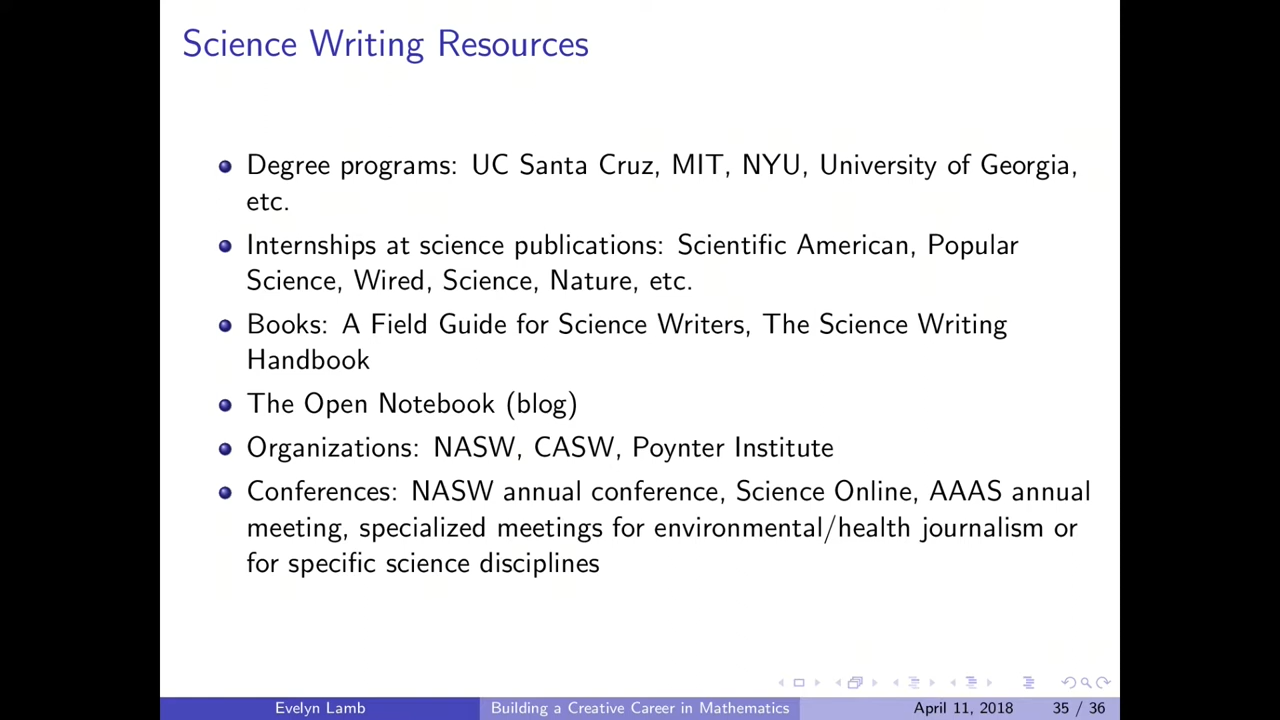 Science Writing Resources
Degree programs: UC Santa Cruz, MIT, NYU, University of Georgia,
etc.
Internships at science publications: Scientific American, Popular
Science, Wired, Science, Nature, etc.
Books: A Field Guide for Science Writers, The Science Writing
Handbook
The Open Notebook (blog)
Organizations: NASW, CASW, Poynter Institute
Conferences: NASW annual conference, Science Online, AAAS annual
meeting, specialized meetings for environmental/health journalism or
for specific science disciplines
Evelyn Lamb Building a Creative Career in Mathematics April 11, 2018 35 / 36